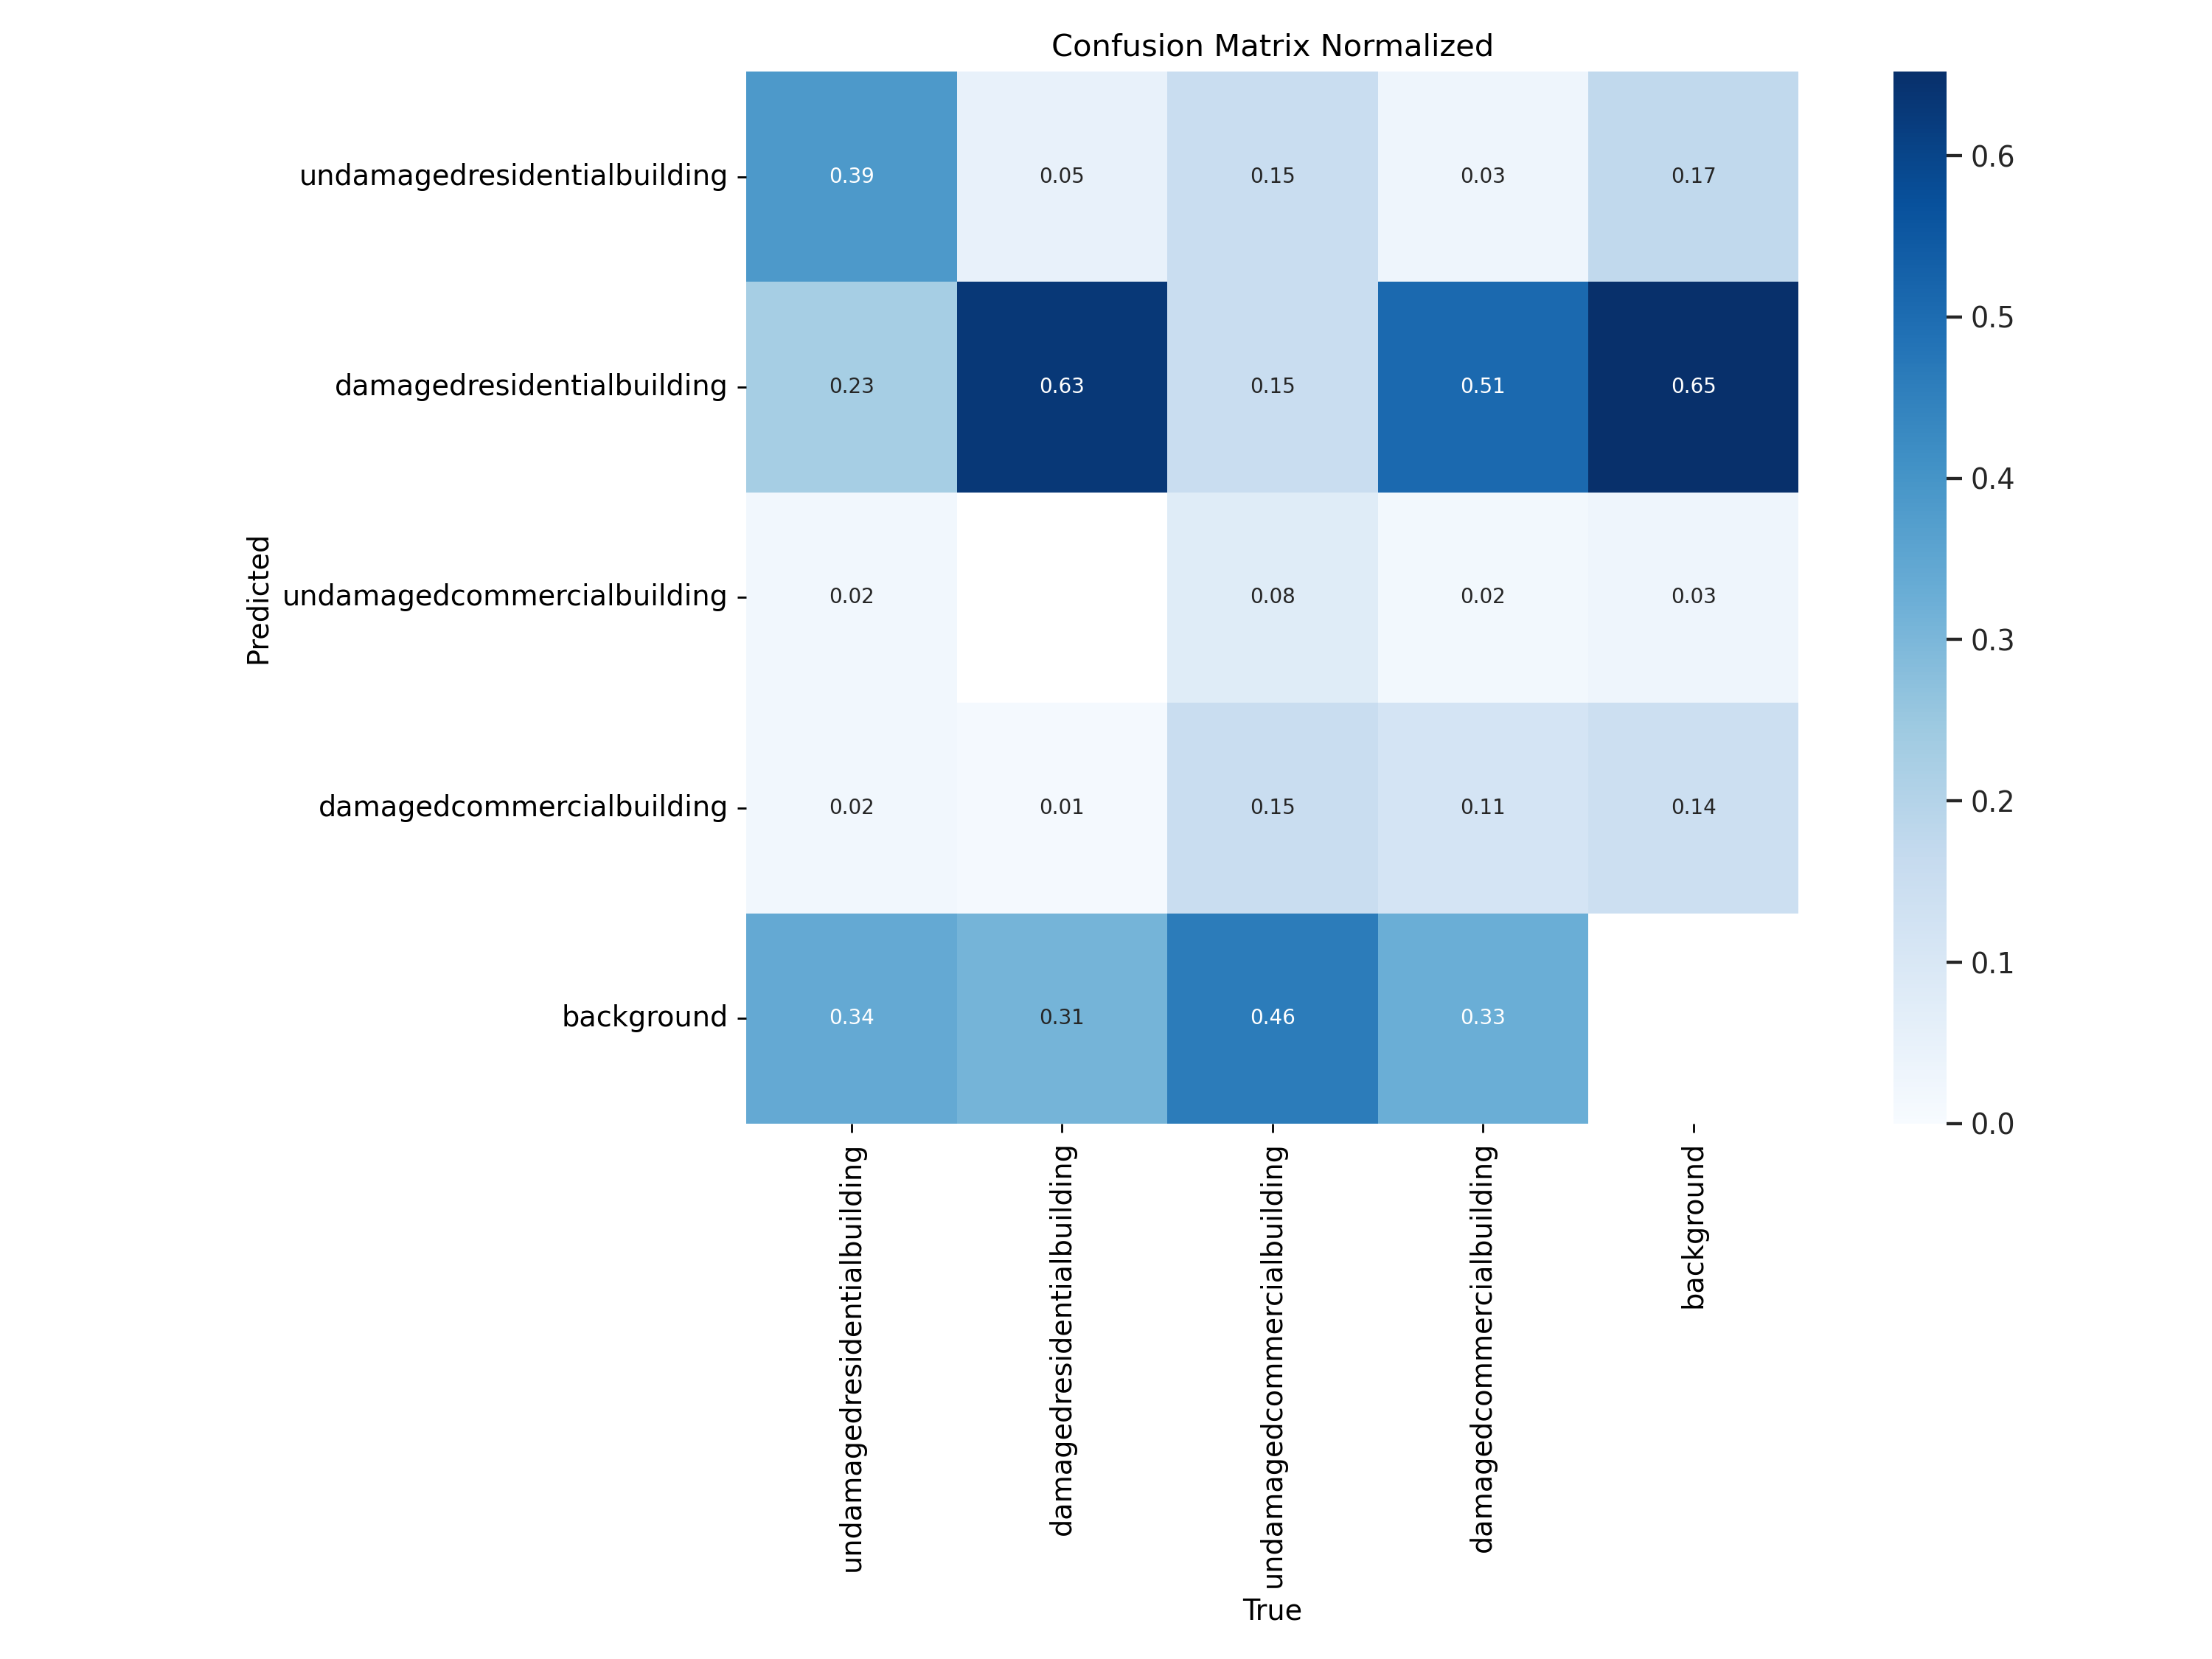 Confusion Matrix Normalized
undamagedresidentialbuilding
0.39 0.05 0.15 0.03 0.17
damagedresidentialbuilding
0.23 0.63 0.15 0.51 0.65
undamagedcommercialbuilding
0.02 0.08 0.02 0.03
damagedcommercialbuilding
0.02 0.01 0.15 0.11 0.14
background
0.34 0.31 0.46 0.33
Predicted
undamagedresidentialbuilding
damagedresidentialbuilding
undamagedcommercialbuilding
damagedcommercialbuilding
background
True
0.6
0.5
0.4
0.3
0.2
0.1
0.0